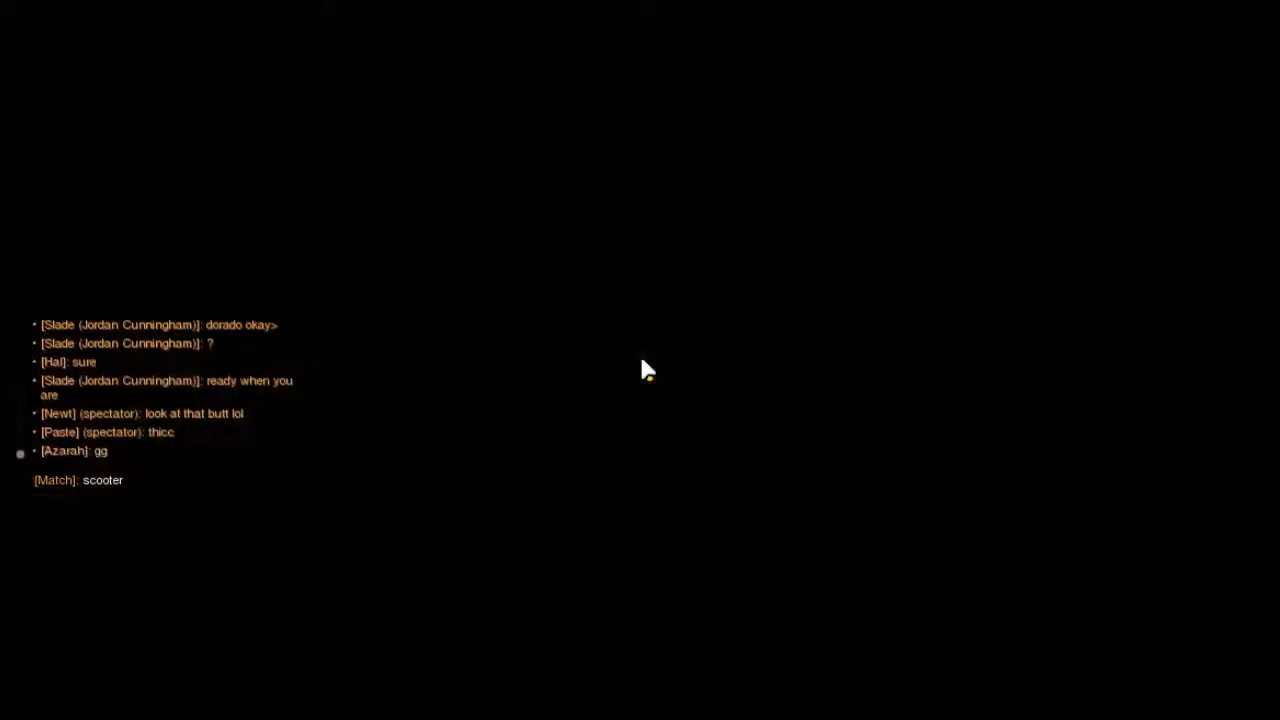 • [Slade (Jordan Cunningham)]: dorado okay>
• [Slade (Jordan Cunningham)]: ?
• [Hal]: sure
• [Slade (Jordan Cunningham)]: ready when you
are
• [Newt] (spectator): look at that butt lol
• [Paste] (spectator): thicc
• [Azarah]: gg
[Match]: scooter